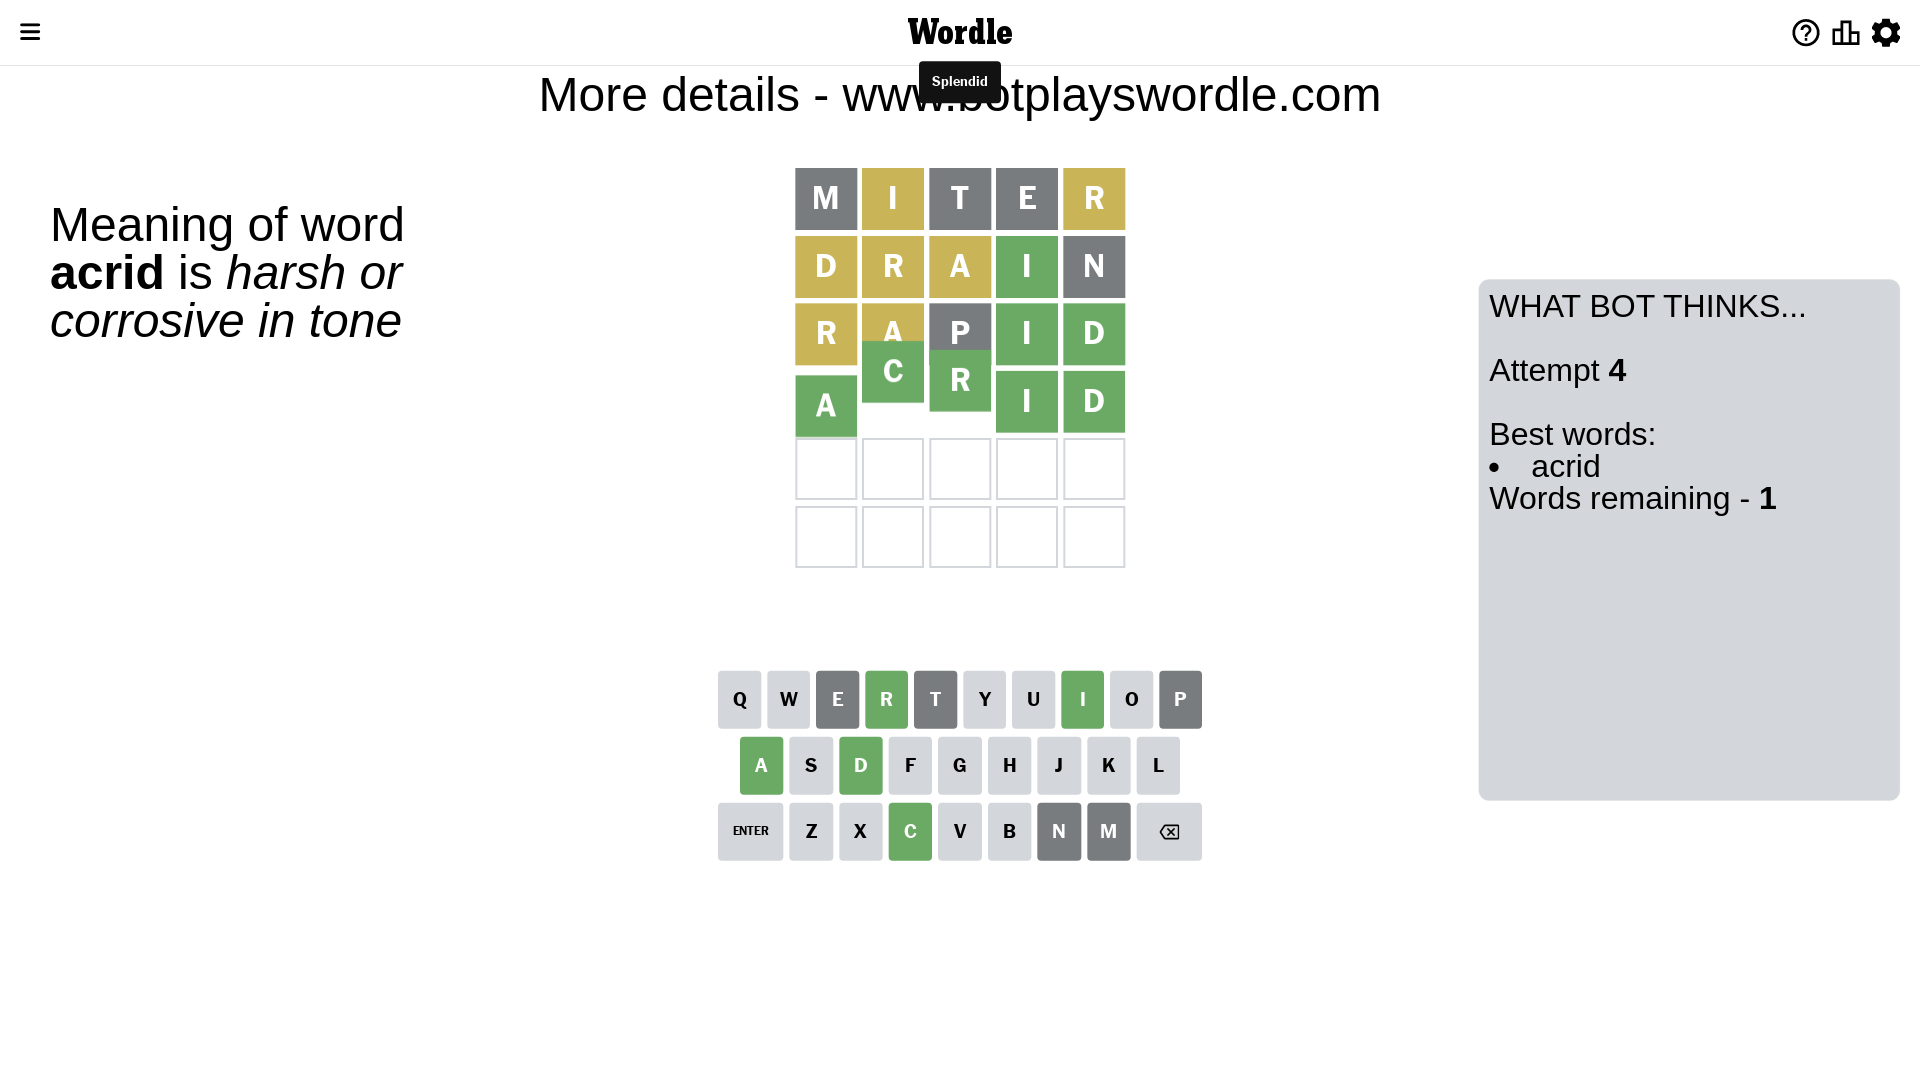 Wordle
Splendid
More details - www.botplayswordle.com
Meaning of word
acrid is harsh or
corrosive in tone
M I T E R
D R A I N
R A P I D
A C R I D
WHAT BOT THINKS...
Attempt 4
Best words:
• acrid
Words remaining - 1
Q W E R T Y U I O P
A S D F G H J K L
ENTER Z X C V B N M